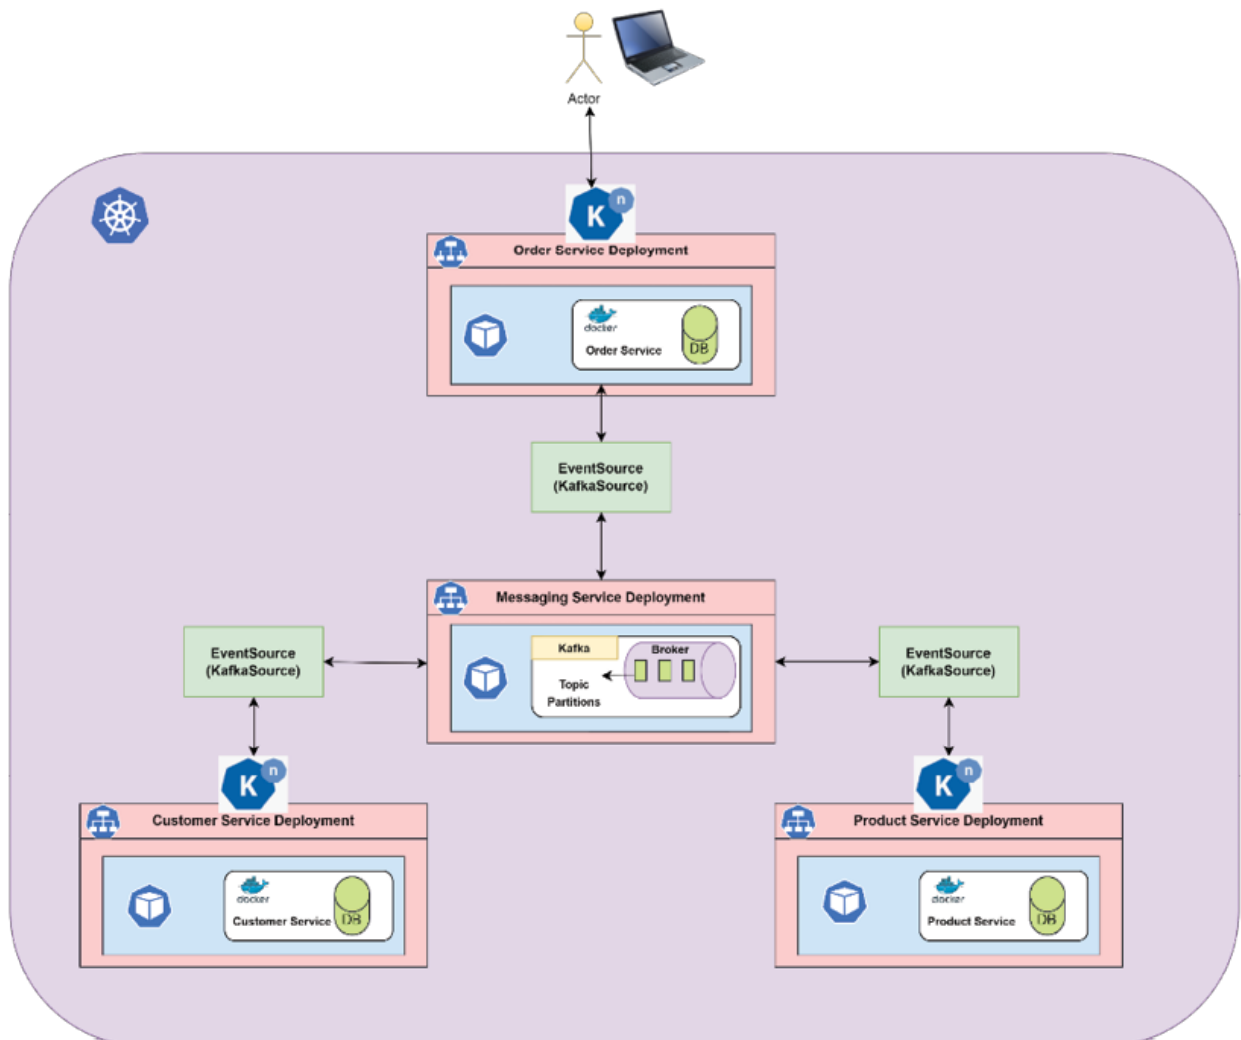 Actor
K n
Order Service Deployment
docker
Order Service
DB
EventSource
(KafkaSource)
Messaging Service Deployment
Kafka
Broker
Topic
Partitions
EventSource
(KafkaSource)
EventSource
(KafkaSource)
K n
Customer Service Deployment
docker
Customer Service
DB
K n
Product Service Deployment
docker
Product Service
DB